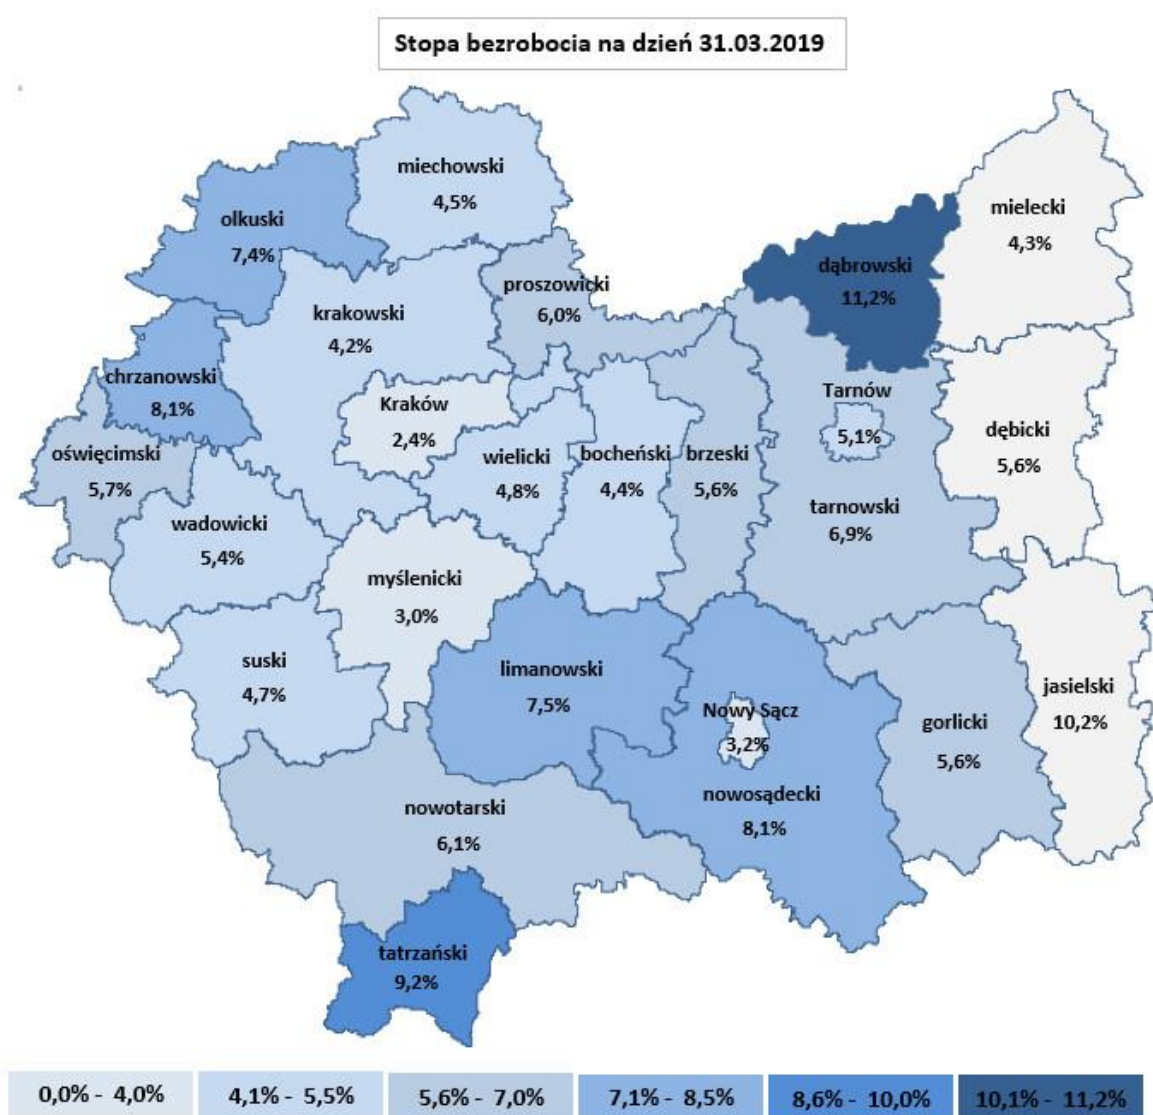 Stopa bezrobocia na dzień 31.03.2019
miechowski
4,5%
olkuski
7,4%
mielecki
4,3%
dąbrowski
11,2%
proszowicki
6,0%
krakowski
4,2%
chrzanowski
8,1%
Kraków
2,4%
Tarnów
5,1%
dębicki
5,6%
oświęcimski
5,7%
wielicki
4,8%
bocheński
4,4%
brzeski
5,6%
tarnowski
6,9%
wadowicki
5,4%
myślenicki
3,0%
suski
4,7%
limanowski
7,5%
Nowy Sącz
3,2%
gorlicki
5,6%
jasielski
10,2%
nowosądecki
8,1%
nowotarski
6,1%
tatrzański
9,2%
0,0% - 4,0%
4,1% - 5,5%
5,6% - 7,0%
7,1% - 8,5%
8,6% - 10,0%
10,1% - 11,2%